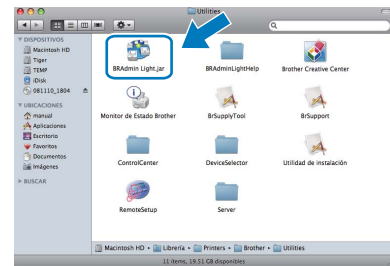 Utilities
DISPOSITIVOS
Macintosh HD
Tiger
TEMP
iDisk
081110_1804
UBICACIONES
manual
Aplicaciones
Escritorio
Favoritos
Documentos
Imágenes
BUSCAR
BRAdmin Light.jar
BRAdminLightHelp
Brother Creative Center
Monitor de Estado Brother
BrSupplyTool
BrSupport
ControlCenter
DeviceSelector
Utilidad de instalación
RemoteSetup
Server
Macintosh HD ▸ Librería ▸ Printers ▸ Brother ▸ Utilities
11 ítems, 19.51 GB disponibles